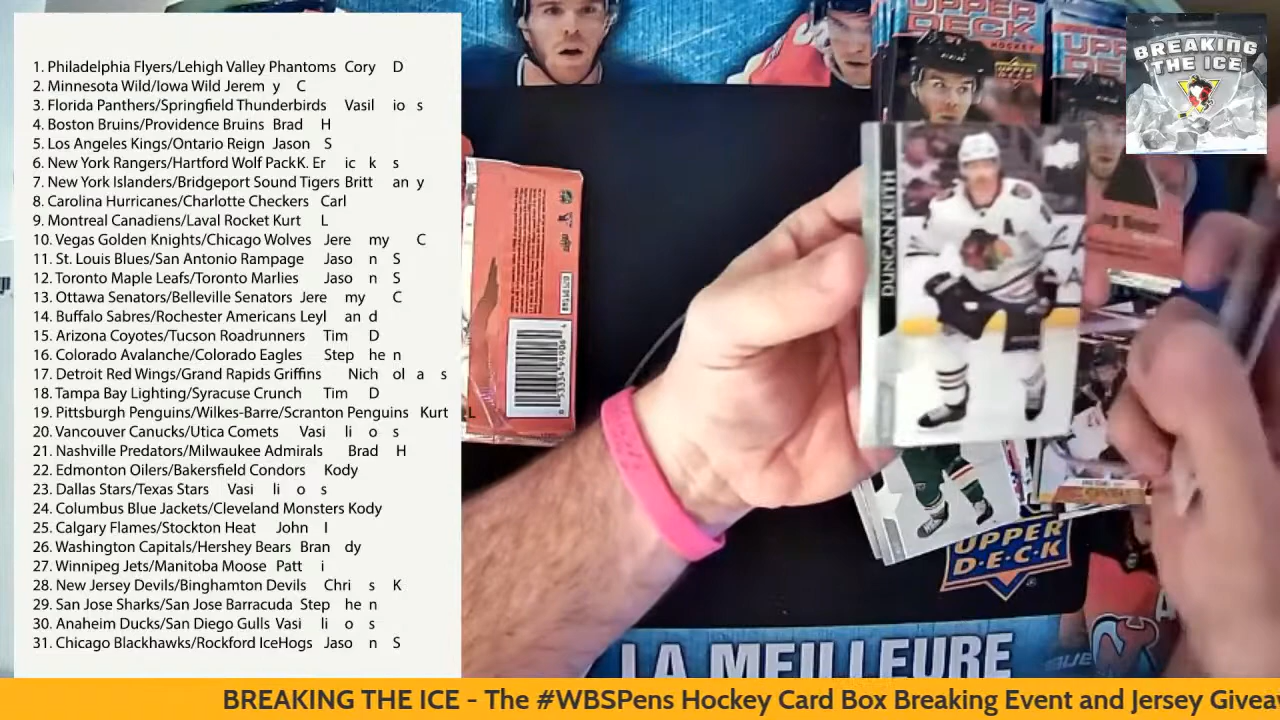 1. Philadelphia Flyers/Lehigh Valley Phantoms Cory D
2. Minnesota Wild/Iowa Wild Jerem y C
3. Florida Panthers/Springfield Thunderbirds Vasil io s
4. Boston Bruins/Providence Bruins Brad H
5. Los Angeles Kings/Ontario Reign Jason S
6. New York Rangers/Hartford Wolf PackK. Er ic k s
7. New York Islanders/Bridgeport Sound Tigers Britt an y
8. Carolina Hurricanes/Charlotte Checkers Carl
9. Montreal Canadiens/Laval Rocket Kurt L
10. Vegas Golden Knights/Chicago Wolves Jere my C
11. St. Louis Blues/San Antonio Rampage Jaso n S
12. Toronto Maple Leafs/Toronto Marlies Jaso n S
13. Ottawa Senators/Belleville Senators Jere my C
14. Buffalo Sabres/Rochester Americans Leyl an d
15. Arizona Coyotes/Tucson Roadrunners Tim D
16. Colorado Avalanche/Colorado Eagles Step he n
17. Detroit Red Wings/Grand Rapids Griffins Nich ol a s
18. Tampa Bay Lighting/Syracuse Crunch Tim D
19. Pittsburgh Penguins/Wilkes-Barre/Scranton Penguins Kurt L
20. Vancouver Canucks/Utica Comets Vasi li o s
21. Nashville Predators/Milwaukee Admirals Brad H
22. Edmonton Oilers/Bakersfield Condors Kody
23. Dallas Stars/Texas Stars Vasi li o s
24. Columbus Blue Jackets/Cleveland Monsters Kody
25. Calgary Flames/Stockton Heat John I
26. Washington Capitals/Hershey Bears Bran dy
27. Winnipeg Jets/Manitoba Moose Patt i
28. New Jersey Devils/Binghamton Devils Chri s K
29. San Jose Sharks/San Jose Barracuda Step he n
30. Anaheim Ducks/San Diego Gulls Vasi li o s
31. Chicago Blackhawks/Rockford IceHogs Jaso n S
UPPER
DECK
HOCKEY
BREAKING
THE ICE
DUNCAN KEITH
A
UPPER
D·E·C·K
LA MEILLEURE
BREAKING THE ICE - The #WBSPens Hockey Card Box Breaking Event and Jersey Givea